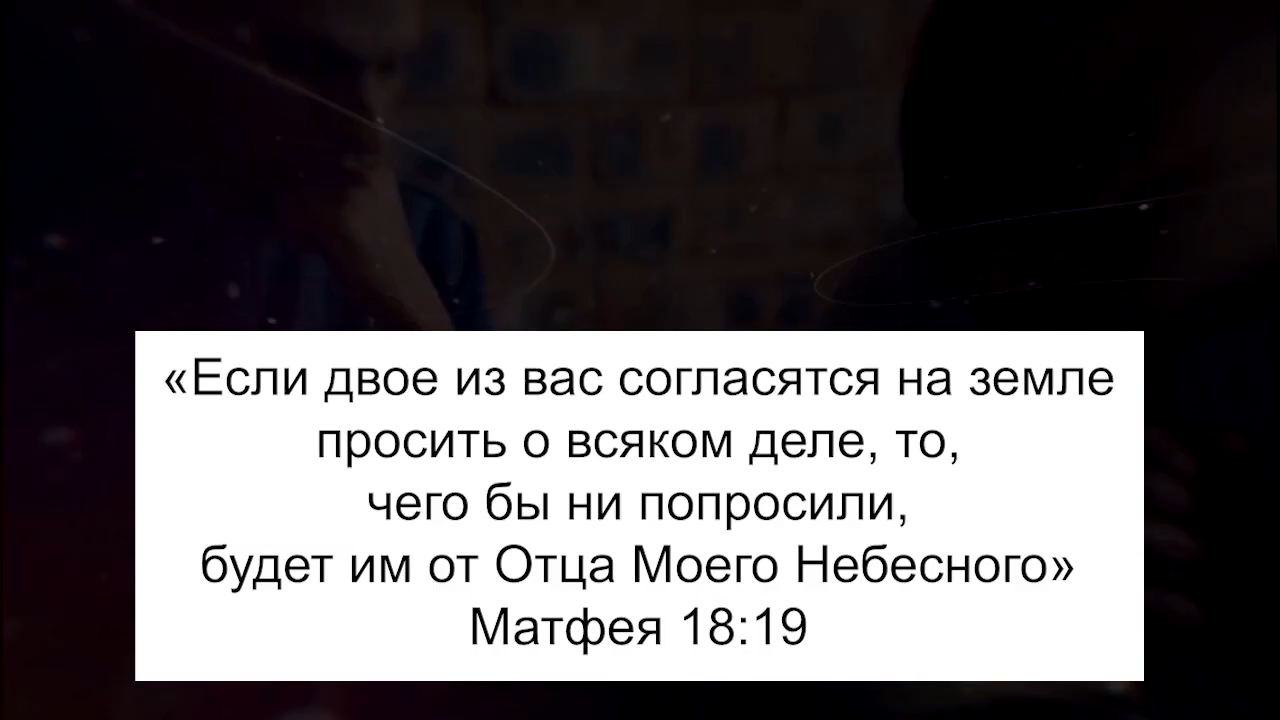 «Если двое из вас согласятся на земле
просить о всяком деле, то,
чего бы ни попросили,
будет им от Отца Моего Небесного»
Матфея 18:19